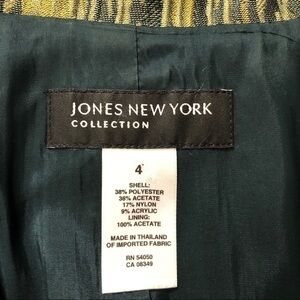 JONES NEW YORK
COLLECTION
4
SHELL:
38% POLYESTER
36% ACETATE
17% NYLON
9% ACRYLIC
LINING:
100% ACETATE
MADE IN THAILAND
OF IMPORTED FABRIC
RN 54050
CA 08349